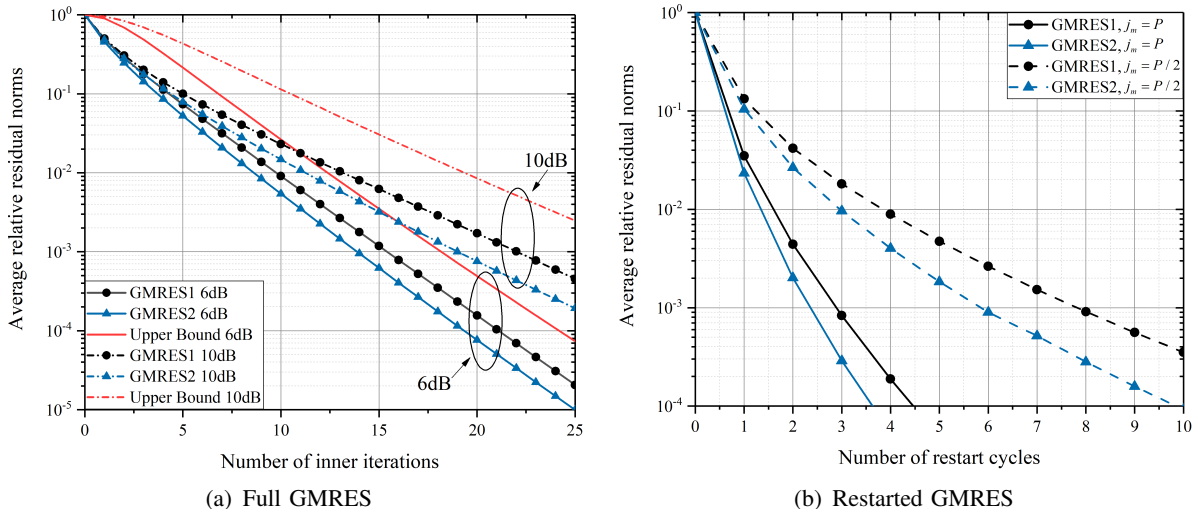 Average relative residual norms
10^0
10^-1
10^-2
10^-3
10^-4
10^-5
10dB
6dB
GMRES1 6dB
GMRES2 6dB
Upper Bound 6dB
GMRES1 10dB
GMRES2 10dB
Upper Bound 10dB
0 5 10 15 20 25
Number of inner iterations
(a) Full GMRES
Average relative residual norms
10^0
10^-1
10^-2
10^-3
10^-4
GMRES1, j_m = P
GMRES2, j_m = P
GMRES1, j_m = P / 2
GMRES2, j_m = P / 2
0 1 2 3 4 5 6 7 8 9 10
Number of restart cycles
(b) Restarted GMRES